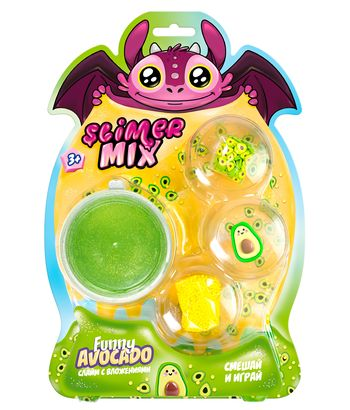 Slimer
MIX
3+
Funny
AVOCADO
СЛАЙМ С ВЛОЖЕНИЯМИ
СМЕШАЙ
И ИГРАЙ